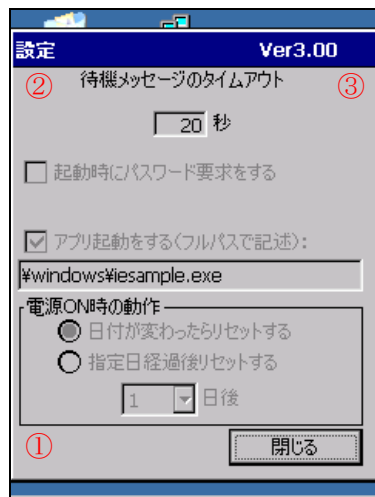 設定 Ver3.00
② 待機メッセージのタイムアウト ③
20 秒
起動時にパスワード要求をする
アプリ起動をする(フルパスで記述):
¥windows¥iesample.exe
電源ON時の動作
日付が変わったらリセットする
指定日経過後リセットする
1 日後
① 閉じる